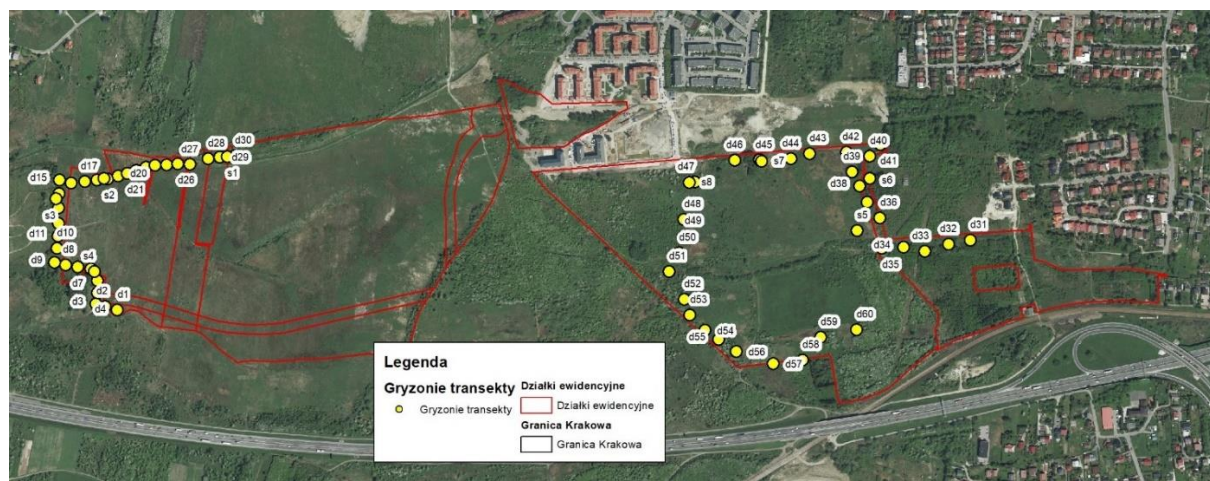 d30
d28
d27
d29
d17
d20
d26
s1
d15
d21
s2
s3
d11
d10
d8
d9
s4
d7
d2
d3
d4
d1
d46
d45
s7
d44
d43
d42
d40
d39
d41
d47
s8
d38
s6
d48
d49
s5
d36
d50
d34
d33
d32
d31
d35
d51
d52
d53
d55
d54
d56
d57
d58
d59
d60
Legenda
Gryzonie transekty
Gryzonie transekty
Działki ewidencyjne
Działki ewidencyjne
Granica Krakowa
Granica Krakowa